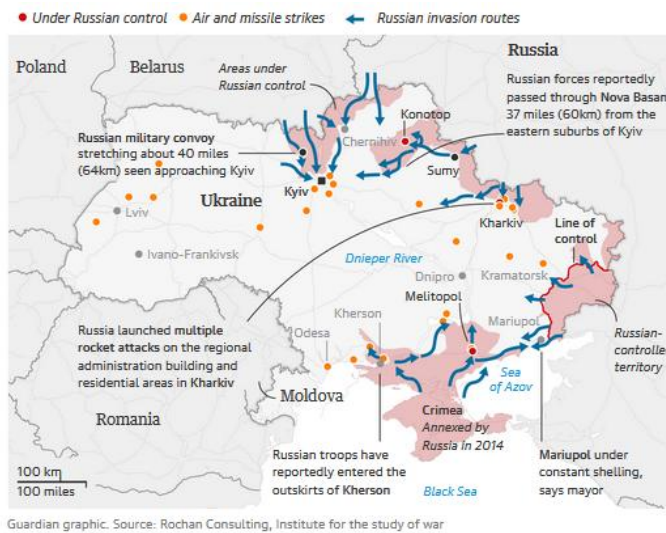 Under Russian control
Air and missile strikes
Russian invasion routes
Poland
Belarus
Russia
Areas under
Russian control
Russian forces reportedly
passed through Nova Basan
37 miles (60km) from the
eastern suburbs of Kyiv
Konotop
Chernihiv
Russian military convoy
stretching about 40 miles
(64km) seen approaching Kyiv
Sumy
Kyiv
Ukraine
Lviv
Kharkiv
Line of
control
Ivano-Frankivsk
Dnieper River
Dnipro
Kramatorsk
Melitopol
Russia launched multiple
rocket attacks on the regional
administration building and
residential areas in Kharkiv
Kherson
Odesa
Mariupol
Russian-
controlled
territory
Moldova
Sea
of Azov
Romania
Crimea
Annexed by
Russia in 2014
Russian troops have
reportedly entered the
outskirts of Kherson
Mariupol under
constant shelling,
says mayor
100 km
100 miles
Black Sea
Guardian graphic. Source: Rochan Consulting, Institute for the study of war